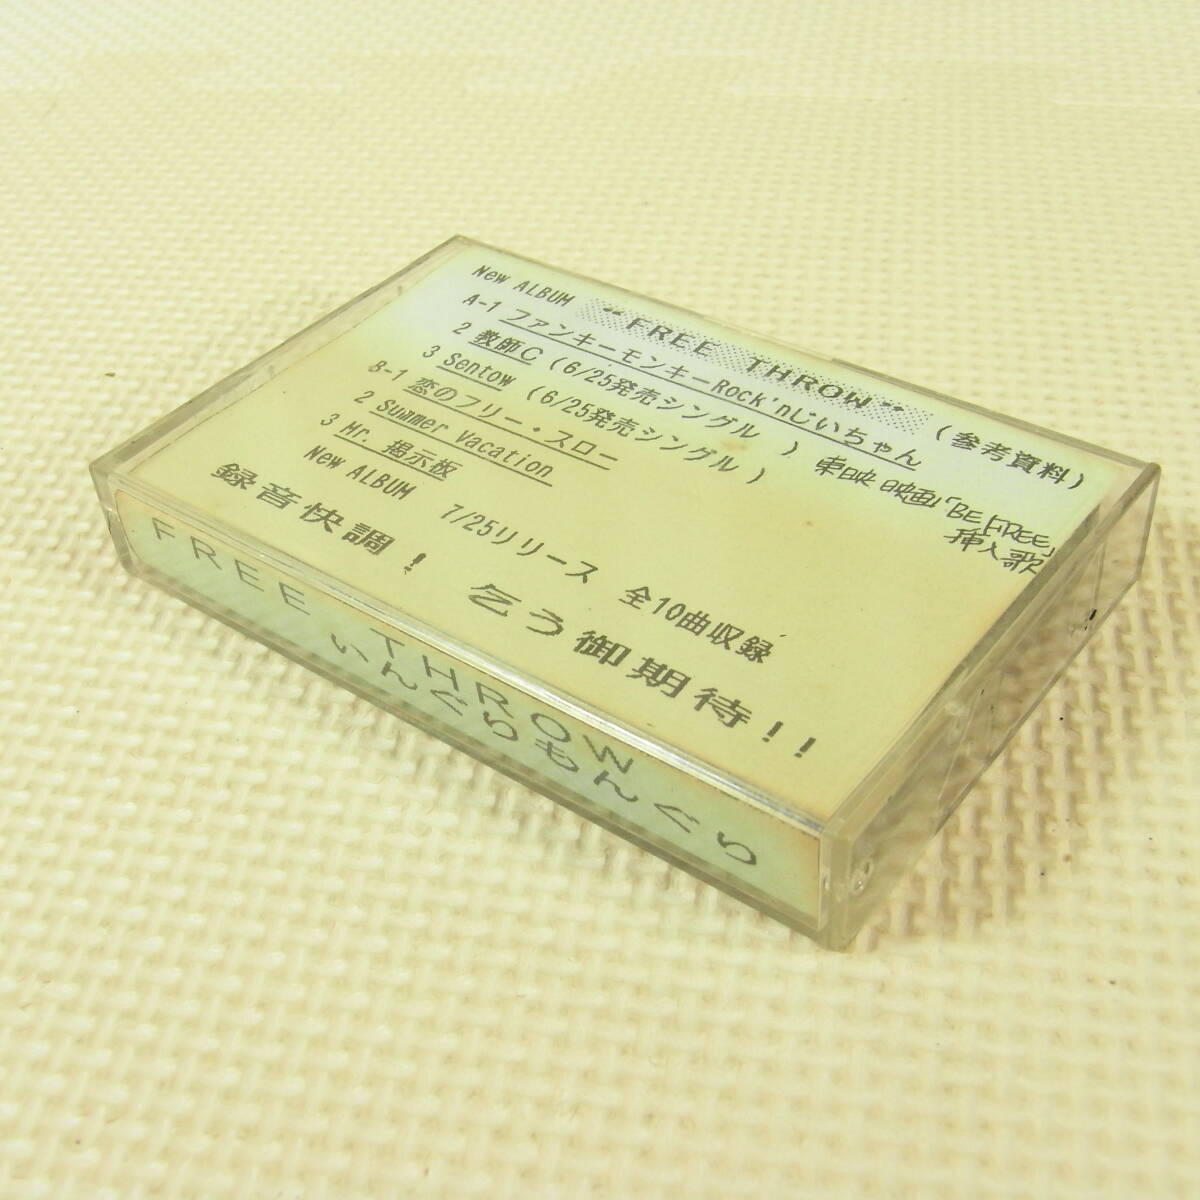 New ALBUM “FREE THROW” (参考資料)
A-1 ファンキーモンキーRock'nじいちゃん
2 教師C (6/25発売シングル ) 東映 映画「BE FREE」
挿入歌
3 Sentow (6/25発売シングル)
B-1 恋のフリー・スロー
2 Summer Vacation
3 Mr. 掲示板
New ALBUM 7/25リリース 全10曲収録
録音快調! 乞う御期待!!
FREE THROW
いんぐらもんぐり